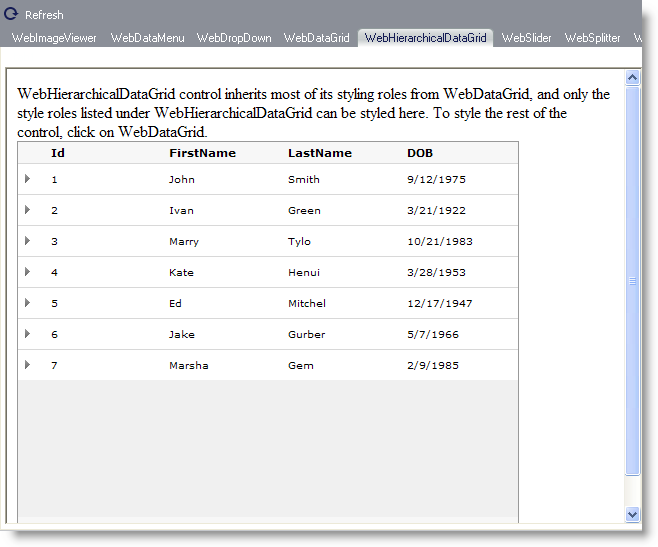 Refresh
WebImageViewer WebDataMenu WebDropDown WebDataGrid WebHierarchicalDataGrid WebSlider WebSplitter
WebHierarchicalDataGrid control inherits most of its styling roles from WebDataGrid, and only the
style roles listed under WebHierarchicalDataGrid can be styled here. To style the rest of the
control, click on WebDataGrid.
Id FirstName LastName DOB
1 John Smith 9/12/1975
2 Ivan Green 3/21/1922
3 Marry Tylo 10/21/1983
4 Kate Henui 3/28/1953
5 Ed Mitchel 12/17/1947
6 Jake Gurber 5/7/1966
7 Marsha Gem 2/9/1985